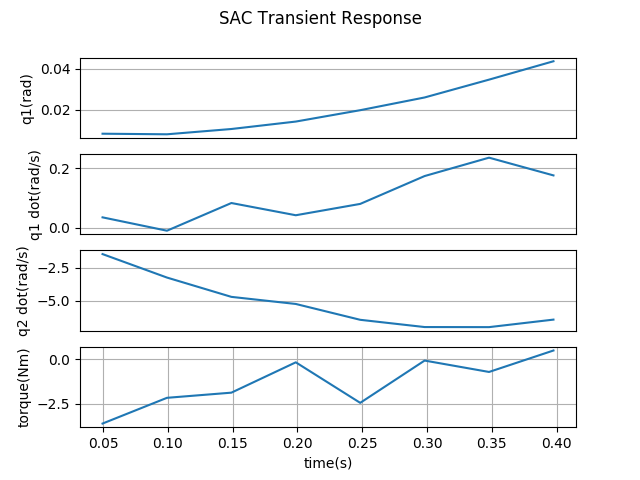 SAC Transient Response
q1(rad)
0.04
0.02
q1 dot(rad/s)
0.2
0.0
q2 dot(rad/s)
−2.5
−5.0
torque(Nm)
0.0
−2.5
0.05 0.10 0.15 0.20 0.25 0.30 0.35 0.40
time(s)